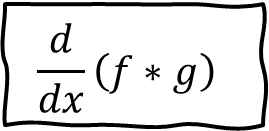 d/dx (f * g)